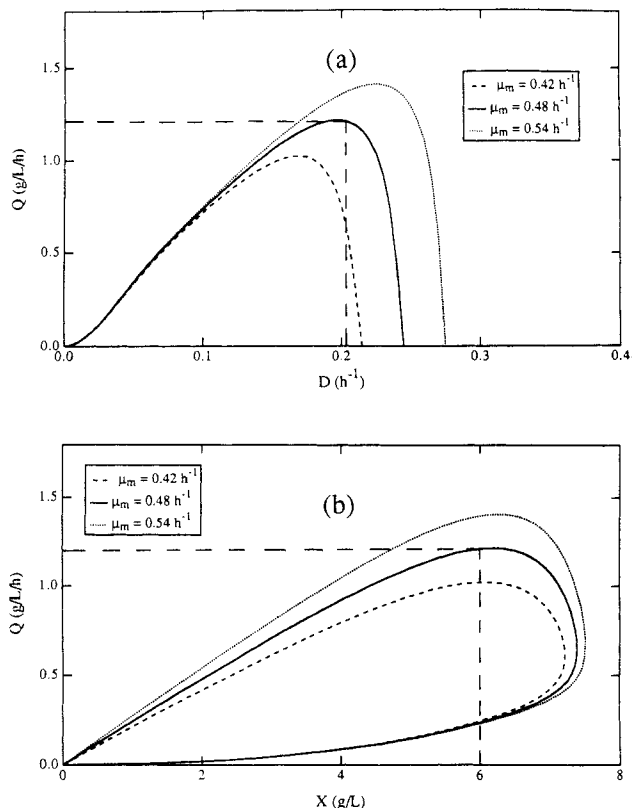 (a)
μm = 0.42 h-1
μm = 0.48 h-1
μm = 0.54 h-1
Q (g/L/h)
1.5
1.0
0.5
0.0
0.0 0.1 0.2 0.3 0.4
D (h-1)
(b)
μm = 0.42 h-1
μm = 0.48 h-1
μm = 0.54 h-1
Q (g/L/h)
1.5
1.0
0.5
0.0
0 2 4 6 8
X (g/L)